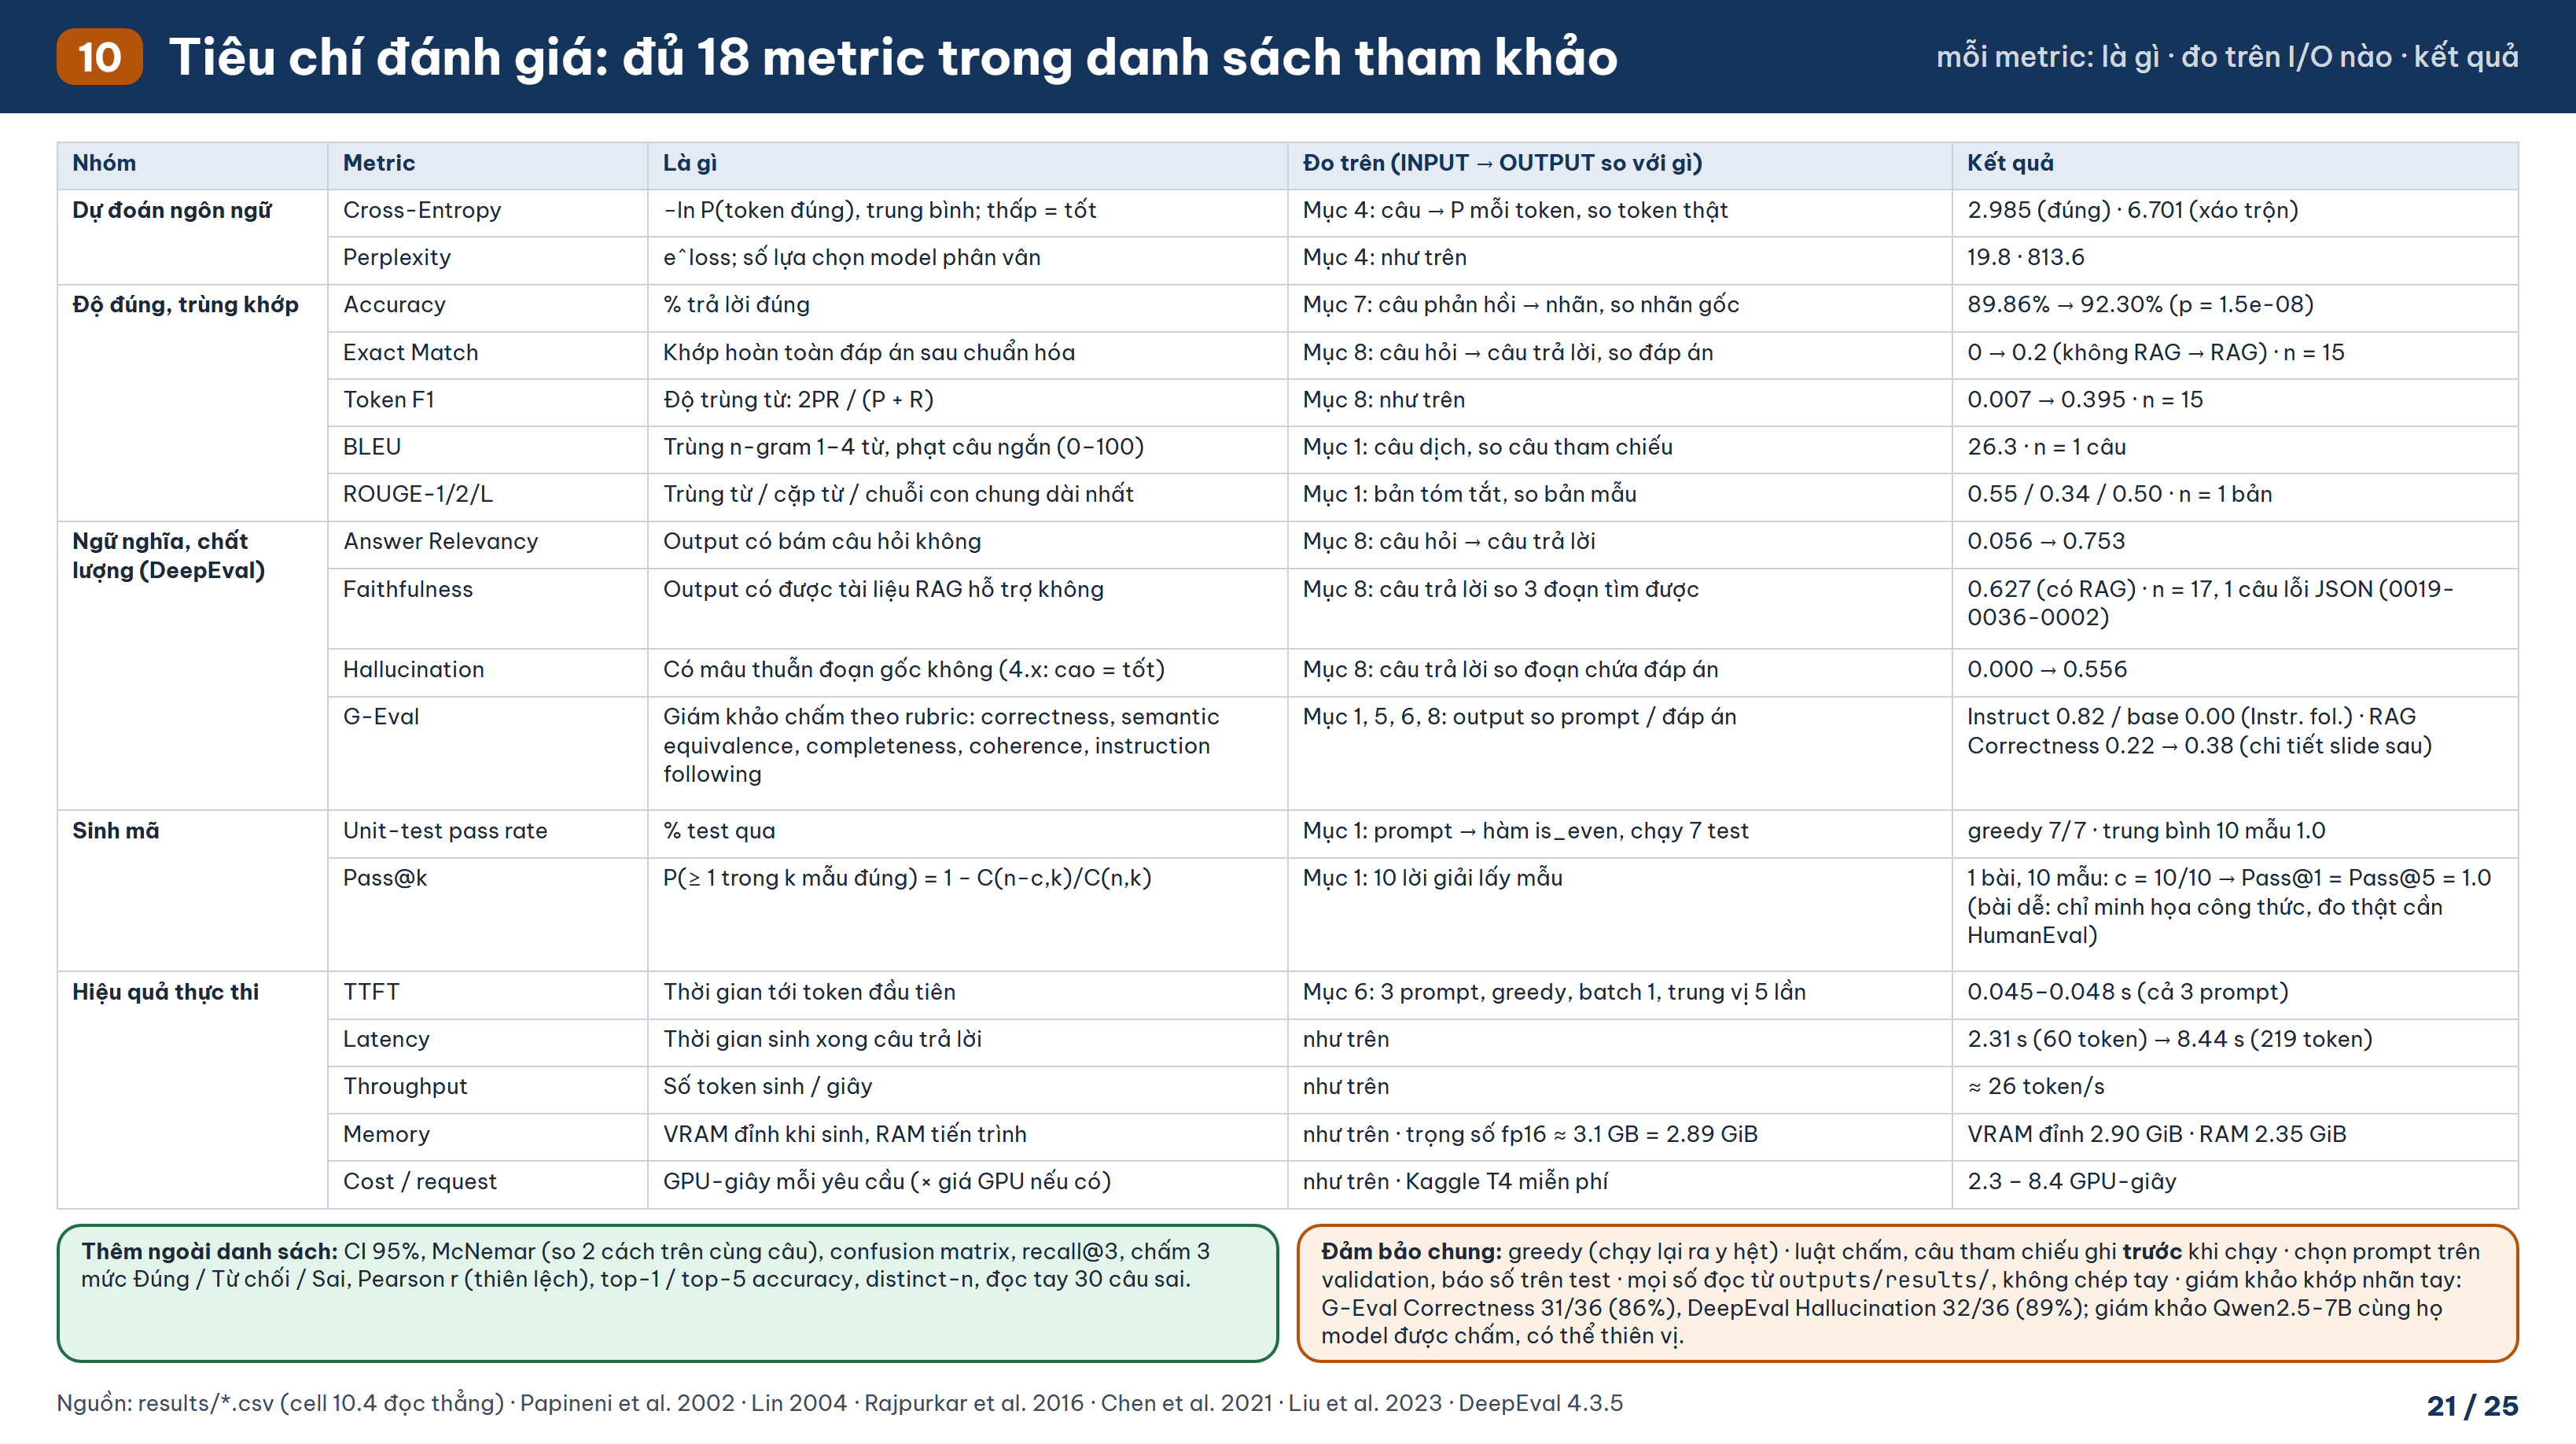 10 Tiêu chí đánh giá: đủ 18 metric trong danh sách tham khảo mỗi metric: là gì · đo trên I/O nào · kết quả
Nhóm Metric Là gì Đo trên (INPUT → OUTPUT so với gì) Kết quả
Dự đoán ngôn ngữ Cross-Entropy −ln P(token đúng), trung bình; thấp = tốt Mục 4: câu → P mỗi token, so token thật 2.985 (đúng) · 6.701 (xáo trộn)
Perplexity e^loss; số lựa chọn model phân vân Mục 4: như trên 19.8 · 813.6
Độ đúng, trùng khớp Accuracy % trả lời đúng Mục 7: câu phản hồi → nhãn, so nhãn gốc 89.86% → 92.30% (p = 1.5e-08)
Exact Match Khớp hoàn toàn đáp án sau chuẩn hóa Mục 8: câu hỏi → câu trả lời, so đáp án 0 → 0.2 (không RAG → RAG) · n = 15
Token F1 Độ trùng từ: 2PR / (P + R) Mục 8: như trên 0.007 → 0.395 · n = 15
BLEU Trùng n-gram 1–4 từ, phạt câu ngắn (0–100) Mục 1: câu dịch, so câu tham chiếu 26.3 · n = 1 câu
ROUGE-1/2/L Trùng từ / cặp từ / chuỗi con chung dài nhất Mục 1: bản tóm tắt, so bản mẫu 0.55 / 0.34 / 0.50 · n = 1 bản
Ngữ nghĩa, chất Answer Relevancy Output có bám câu hỏi không Mục 8: câu hỏi → câu trả lời 0.056 → 0.753
lượng (DeepEval)
Faithfulness Output có được tài liệu RAG hỗ trợ không Mục 8: câu trả lời so 3 đoạn tìm được 0.627 (có RAG) · n = 17, 1 câu lỗi JSON (0019-
0036-0002)
Hallucination Có mâu thuẫn đoạn gốc không (4.x: cao = tốt) Mục 8: câu trả lời so đoạn chứa đáp án 0.000 → 0.556
G-Eval Giám khảo chấm theo rubric: correctness, semantic Mục 1, 5, 6, 8: output so prompt / đáp án Instruct 0.82 / base 0.00 (Instr. fol.) · RAG
equivalence, completeness, coherence, instruction Correctness 0.22 → 0.38 (chi tiết slide sau)
following
Sinh mã Unit-test pass rate % test qua Mục 1: prompt → hàm is_even, chạy 7 test greedy 7/7 · trung bình 10 mẫu 1.0
Pass@k P(≥ 1 trong k mẫu đúng) = 1 − C(n−c,k)/C(n,k) Mục 1: 10 lời giải lấy mẫu 1 bài, 10 mẫu: c = 10/10 → Pass@1 = Pass@5 = 1.0
(bài dễ: chỉ minh họa công thức, đo thật cần
HumanEval)
Hiệu quả thực thi TTFT Thời gian tới token đầu tiên Mục 6: 3 prompt, greedy, batch 1, trung vị 5 lần 0.045–0.048 s (cả 3 prompt)
Latency Thời gian sinh xong câu trả lời như trên 2.31 s (60 token) → 8.44 s (219 token)
Throughput Số token sinh / giây như trên ≈ 26 token/s
Memory VRAM đỉnh khi sinh, RAM tiến trình như trên · trọng số fp16 ≈ 3.1 GB = 2.89 GiB VRAM đỉnh 2.90 GiB · RAM 2.35 GiB
Cost / request GPU-giây mỗi yêu cầu (× giá GPU nếu có) như trên · Kaggle T4 miễn phí 2.3 – 8.4 GPU-giây
Thêm ngoài danh sách: CI 95%, McNemar (so 2 cách trên cùng câu), confusion matrix, recall@3, chấm 3
mức Đúng / Từ chối / Sai, Pearson r (thiên lệch), top-1 / top-5 accuracy, distinct-n, đọc tay 30 câu sai.
Đảm bảo chung: greedy (chạy lại ra y hệt) · luật chấm, câu tham chiếu ghi trước khi chạy · chọn prompt trên
validation, báo số trên test · mọi số đọc từ outputs/results/, không chép tay · giám khảo khớp nhãn tay:
G-Eval Correctness 31/36 (86%), DeepEval Hallucination 32/36 (89%); giám khảo Qwen2.5-7B cùng họ
model được chấm, có thể thiên vị.
Nguồn: results/*.csv (cell 10.4 đọc thẳng) · Papineni et al. 2002 · Lin 2004 · Rajpurkar et al. 2016 · Chen et al. 2021 · Liu et al. 2023 · DeepEval 4.3.5 21 / 25